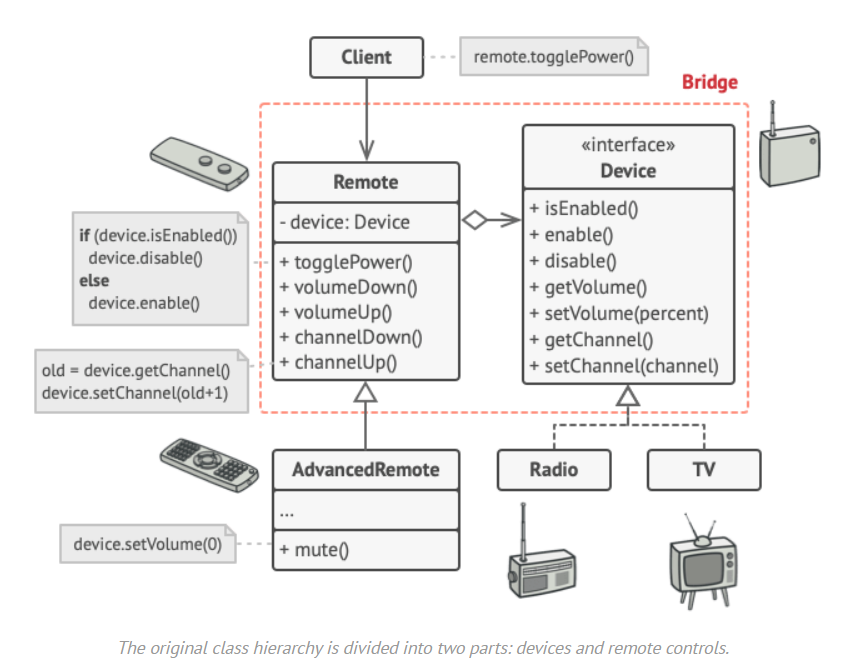 Client
remote.togglePower()
Bridge
«interface»
Device
+ isEnabled()
+ enable()
+ disable()
+ getVolume()
+ setVolume(percent)
+ getChannel()
+ setChannel(channel)
Remote
- device: Device
+ togglePower()
+ volumeDown()
+ volumeUp()
+ channelDown()
+ channelUp()
if (device.isEnabled())
device.disable()
else
device.enable()
old = device.getChannel()
device.setChannel(old+1)
AdvancedRemote
...
+ mute()
device.setVolume(0)
Radio
TV
The original class hierarchy is divided into two parts: devices and remote controls.